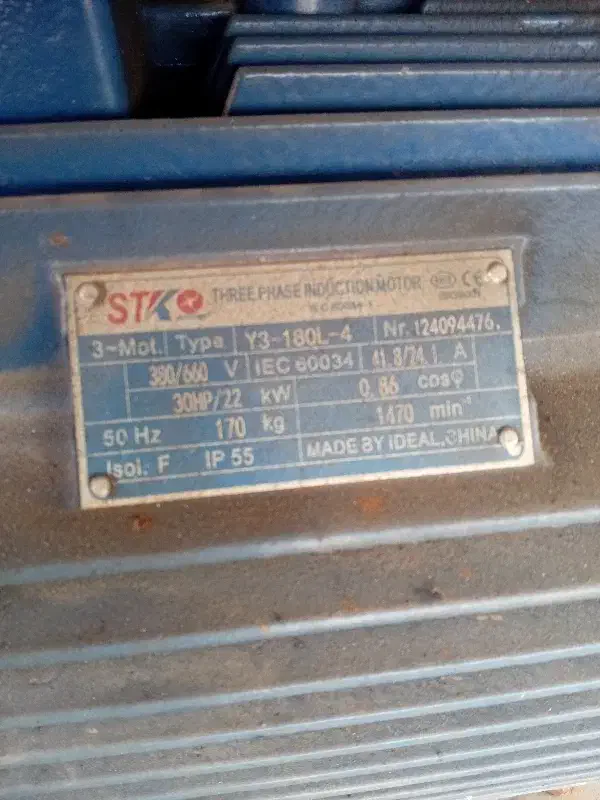 STK THREE PHASE INDUCTION MOTOR CE
3~Mot. Type Y3-180L-4 Nr. 124094476.
380/660 V IEC 60034 41.8/24.1 A
30HP/22 kW 0.86 cosφ
50 Hz 170 kg 1470 min⁻¹
Isol. F IP 55 MADE BY IDEAL,CHINA